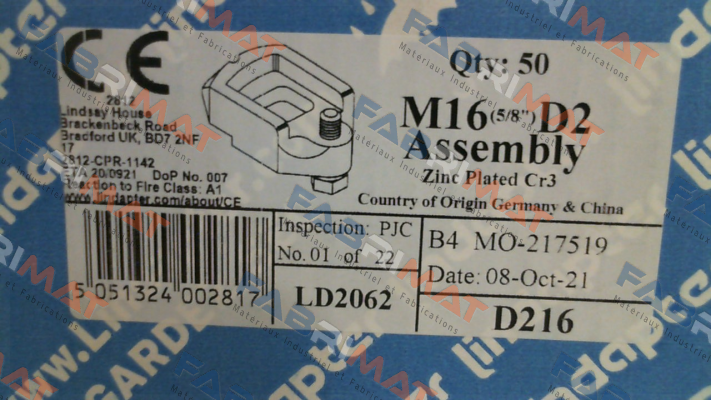 CE
2812
Lindsay House
Brackenbeck Road
Bradford UK, BD7 2NF
17
2812-CPR-1142
ETA 20/0921 DoP No. 007
Reaction to Fire Class: A1
www.lindapter.com/about/CE
Qty: 50
M16 (5/8") D2
Assembly
Zinc Plated Cr3
Country of Origin Germany & China
5 051324 002817
Inspection: PJC
No. 01 of 22
LD2062
B4 MO-217519
Date: 08-Oct-21
D216
FABRIMAT
Materiaux Industriel et Fabrications